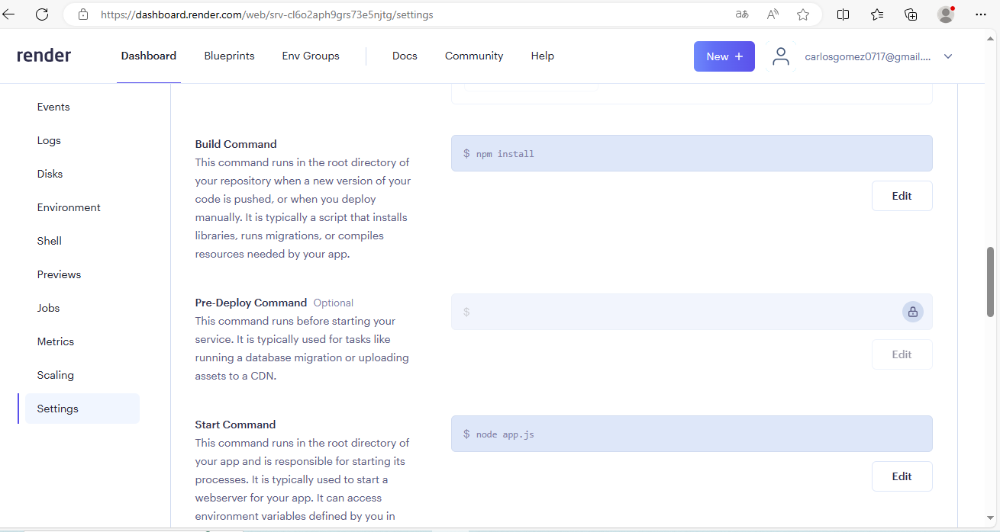 https://dashboard.render.com/web/srv-cl6o2aph9grs73e5njtg/settings
render
Dashboard
Blueprints
Env Groups
Docs
Community
Help
New +
carlosgomez0717@gmail....
Events
Logs
Disks
Environment
Shell
Previews
Jobs
Metrics
Scaling
Settings
Build Command
This command runs in the root directory of
your repository when a new version of your
code is pushed, or when you deploy
manually. It is typically a script that installs
libraries, runs migrations, or compiles
resources needed by your app.
$ npm install
Edit
Pre-Deploy Command Optional
This command runs before starting your
service. It is typically used for tasks like
running a database migration or uploading
assets to a CDN.
$
Edit
Start Command
This command runs in the root directory of
your app and is responsible for starting its
processes. It is typically used to start a
webserver for your app. It can access
environment variables defined by you in
$ node app.js
Edit